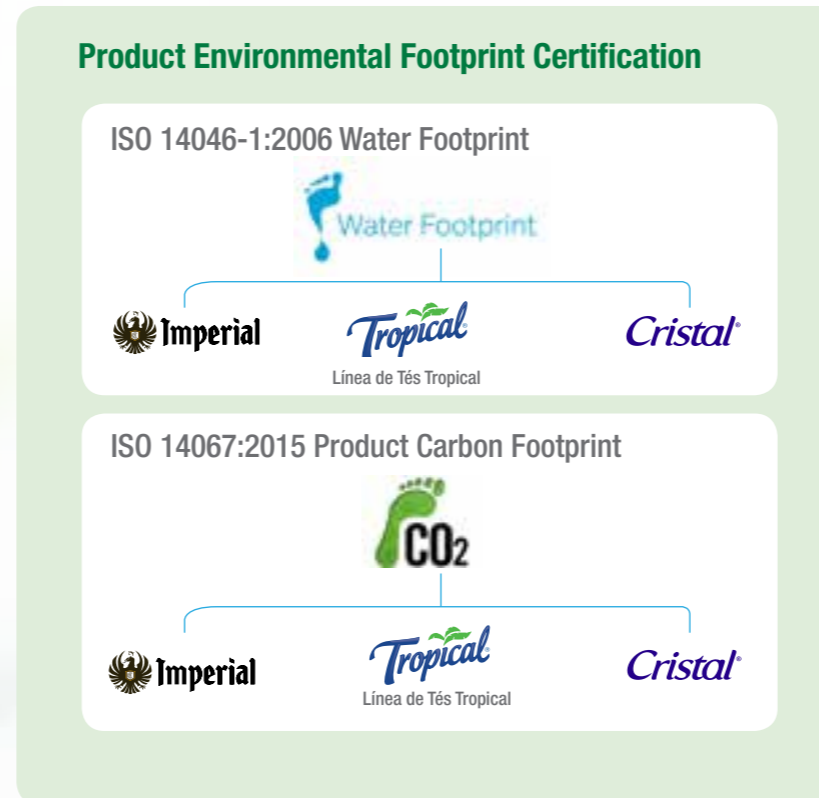 Product Environmental Footprint Certification
ISO 14046-1:2006 Water Footprint
Water Footprint
Imperial
Tropical
Cristal®
Línea de Tés Tropical
ISO 14067:2015 Product Carbon Footprint
CO2
Imperial
Tropical
Cristal®
Línea de Tés Tropical